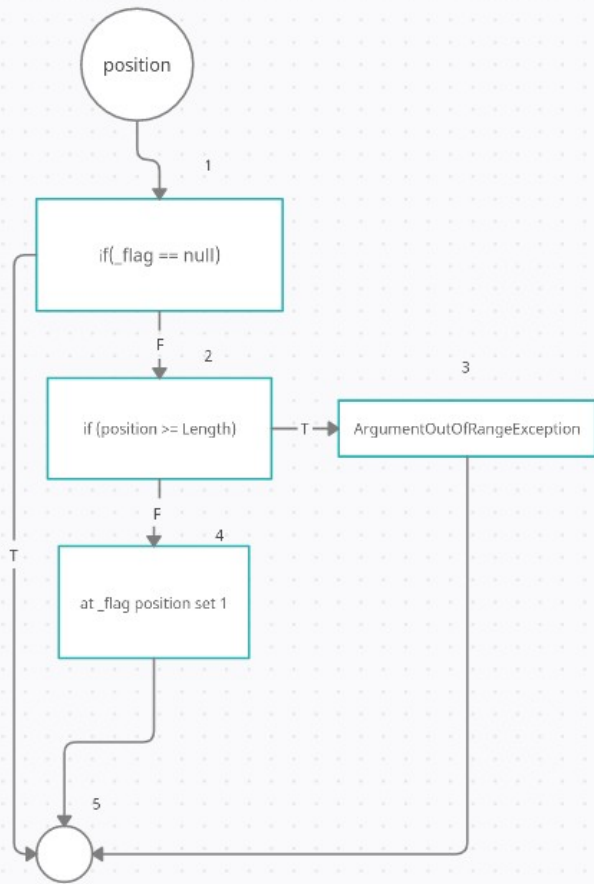 position
1
if(_flag == null)
F
2
3
if (position >= Length)
T
ArgumentOutOfRangeException
F
4
T
at _flag position set 1
5